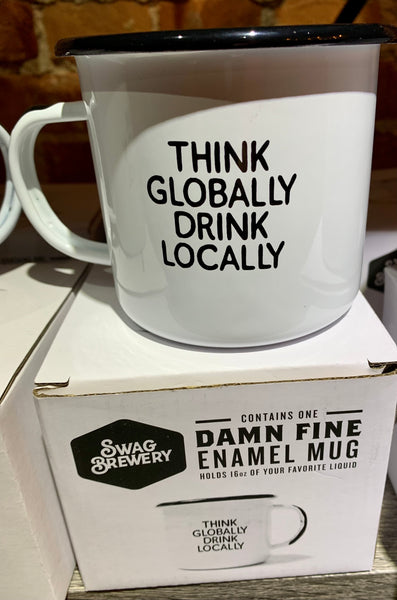 THINK
GLOBALLY
DRINK
LOCALLY
SWAG
BREWERY
CONTAINS ONE
DAMN FINE
ENAMEL MUG
HOLDS 16oz OF YOUR FAVORITE LIQUID
THINK
GLOBALLY
DRINK
LOCALLY